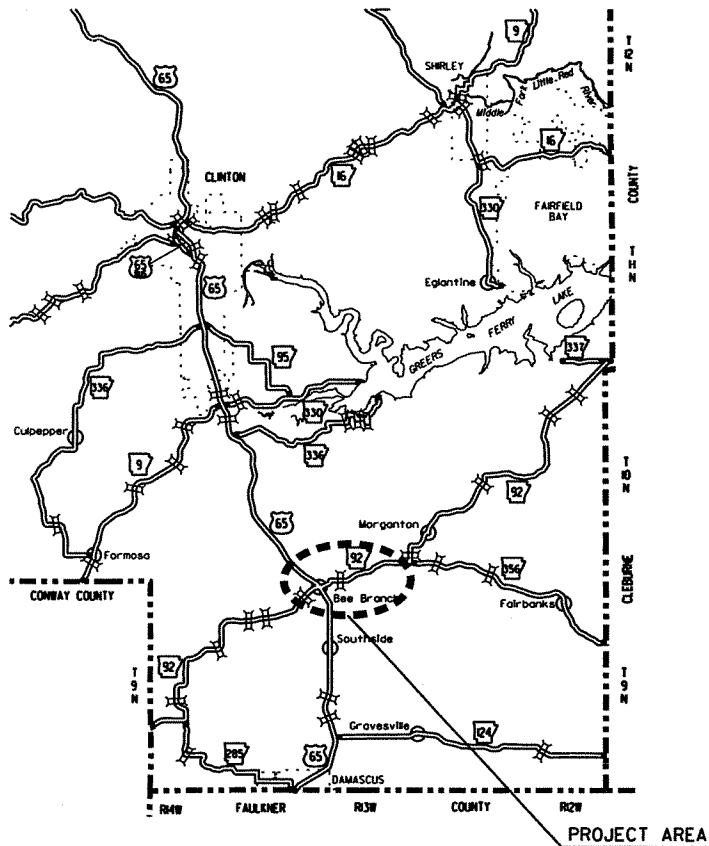 9
SHIRLEY
T
12
N
65
Middle Fork Little Red River
16
CLINTON
16
COUNTY
330
FAIRFIELD
BAY
65
T
11
N
Eglantine
65
GREERS FERRY LAKE
337
95
336
330
Culpepper
336
9
T
10
N
92
65
Morganton
92
Formosa
356
CLEBURNE
CONWAY COUNTY
Bee Branch
Fairbanks
Southside
92
T
9
N
T
9
N
Gravesville
124
285
65
DAMASCUS
R14W FAULKNER R13W COUNTY R12W
PROJECT AREA